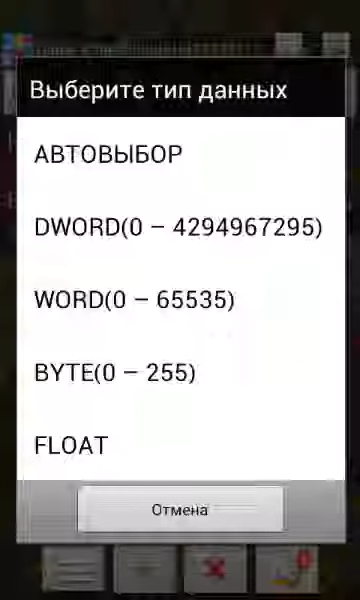 Выберите тип данных
АВТОВЫБОР
DWORD(0 – 4294967295)
WORD(0 – 65535)
BYTE(0 – 255)
FLOAT
Отмена